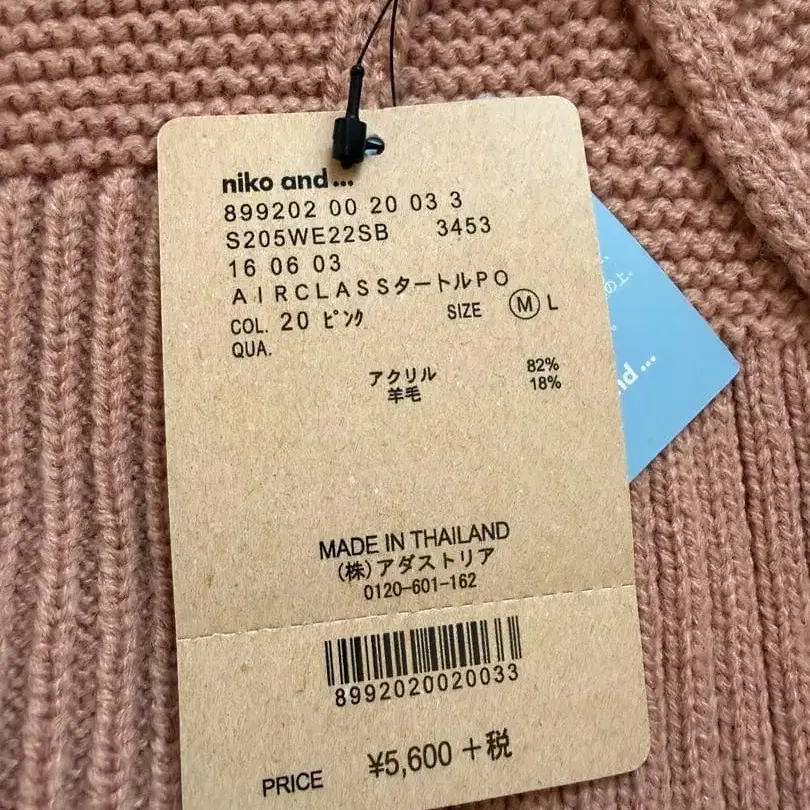 niko and...
899202 00 20 03 3
S205WE22SB 3453
16 06 03
AIRCLASSタートルPO
COL. 20 ピンク SIZE M L
QUA.
アクリル 82%
羊毛 18%
MADE IN THAILAND
(株)アダストリア
0120-601-162
8992020020033
PRICE ¥5,600 +税
の上、
nd...